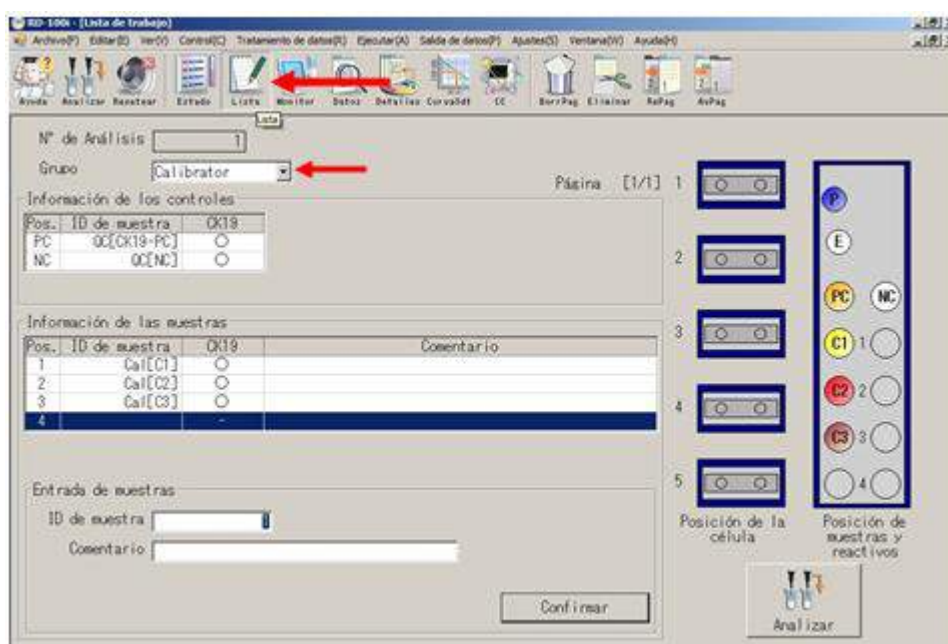 RD-100i - [Lista de trabajo]
Archivo(F) Editar(E) Ver(V) Control(C) Tratamiento de datos(R) Ejecutar(A) Salida de datos(P) Ajustes(S) Ventana(W) Ayuda(H)
Ayuda Analizar Resetear Estado Lista Monitor Datos Detalles CurvaEst CC BorrPag Eliminar RePag AvPag
Lista
Nº de Análisis 1
Grupo Calibrator
Página [1/1]
Información de los controles
Pos. ID de muestra CK19
PC QC[CK19-PC]
NC QC[NC]
Información de las muestras
Pos. ID de muestra CK19 Comentario
1 Cal[C1]
2 Cal[C2]
3 Cal[C3]
4 -
Entrada de muestras
ID de muestra
Comentario
Confirmar
1
2
3
4
5
Posición de la
célula
P
E
PC NC
C1 1
C2 2
C3 3
4
Posición de
muestras y
reactivos
Analizar